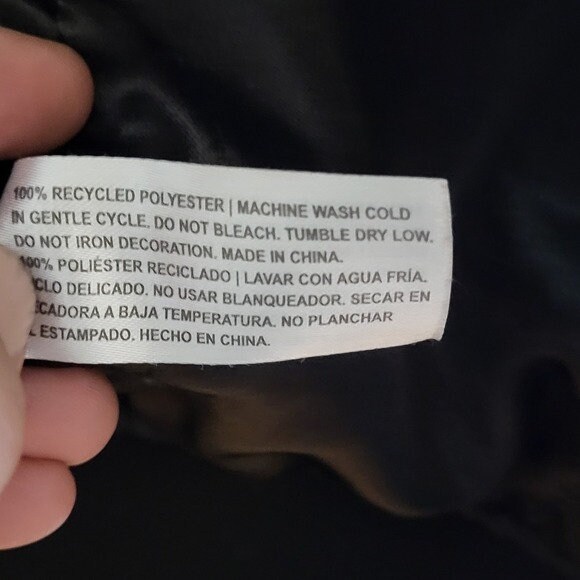 100% RECYCLED POLYESTER | MACHINE WASH COLD
IN GENTLE CYCLE. DO NOT BLEACH. TUMBLE DRY LOW.
DO NOT IRON DECORATION. MADE IN CHINA.
100% POLIÉSTER RECICLADO | LAVAR CON AGUA FRÍA.
CLO DELICADO. NO USAR BLANQUEADOR. SECAR EN
CADORA A BAJA TEMPERATURA. NO PLANCHAR
ESTAMPADO. HECHO EN CHINA.